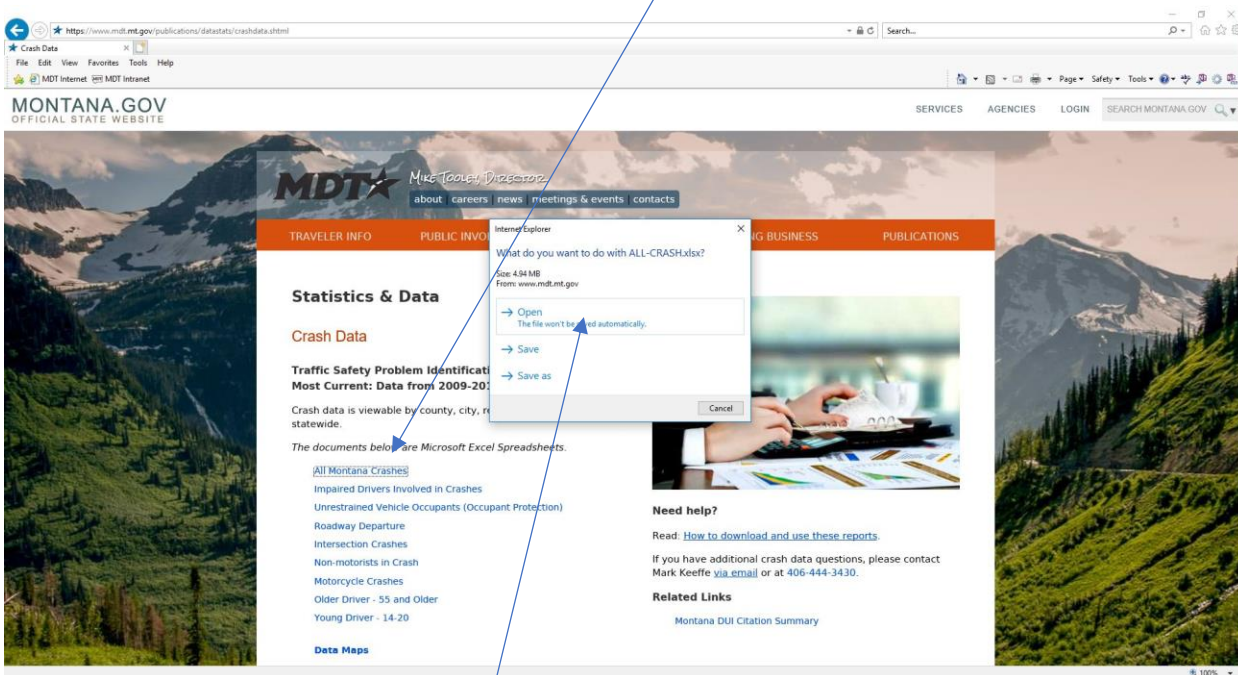 https://www.mdt.mt.gov/publications/datastats/crashdata.shtml
Search...
Crash Data
File Edit View Favorites Tools Help
MDT Internet MDT Intranet
Page Safety Tools
MONTANA.GOV
OFFICIAL STATE WEBSITE
SERVICES AGENCIES LOGIN SEARCH MONTANA.GOV
MDT Mike Tooley, Director
about | careers | news | meetings & events | contacts
TRAVELER INFO PUBLIC INVO NG BUSINESS PUBLICATIONS
Internet Explorer
What do you want to do with ALL-CRASH.xlsx?
Size: 4.94 MB
From: www.mdt.mt.gov
→ Open
The file won't be saved automatically.
→ Save
→ Save as
Cancel
Statistics & Data
Crash Data
Traffic Safety Problem Identificati
Most Current: Data from 2009-20
Crash data is viewable by county, city, r
statewide.
The documents below are Microsoft Excel Spreadsheets.
All Montana Crashes
Impaired Drivers Involved in Crashes
Unrestrained Vehicle Occupants (Occupant Protection)
Roadway Departure
Intersection Crashes
Non-motorists in Crash
Motorcycle Crashes
Older Driver - 55 and Older
Young Driver - 14-20
Data Maps
Need help?
Read: How to download and use these reports.
If you have additional crash data questions, please contact
Mark Keeffe via email or at 406-444-3430.
Related Links
Montana DUI Citation Summary
100%